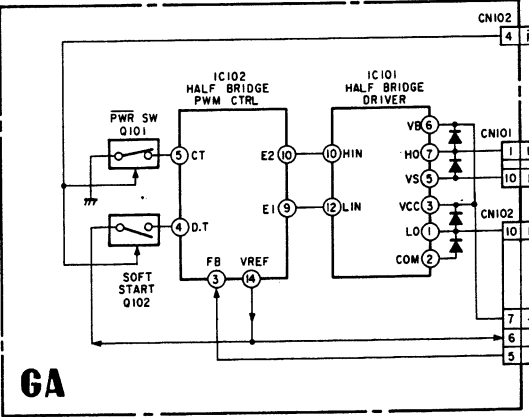 CN102
4
IC102
HALF BRIDGE
PWM CTRL
IC101
HALF BRIDGE
DRIVER
PWR SW
Q101
VB 6
CN101
5 CT
E2 10
10 HIN
HO 7
1
VS 5
10
E1 9
12 LIN
VCC 3
CN102
4 D.T
LO 1
10
COM 2
FB
VREF
SOFT
START
Q102
3
14
7
6
5
GA